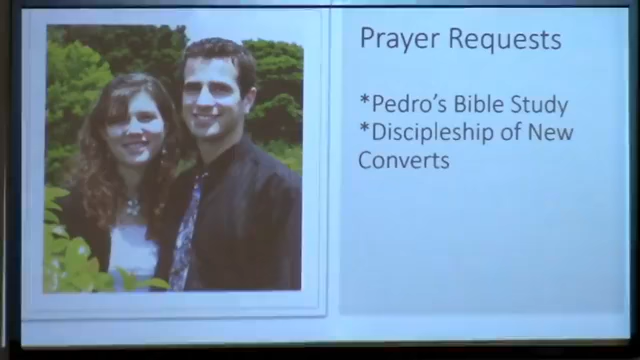 Prayer Requests
*Pedro's Bible Study
*Discipleship of New
Converts